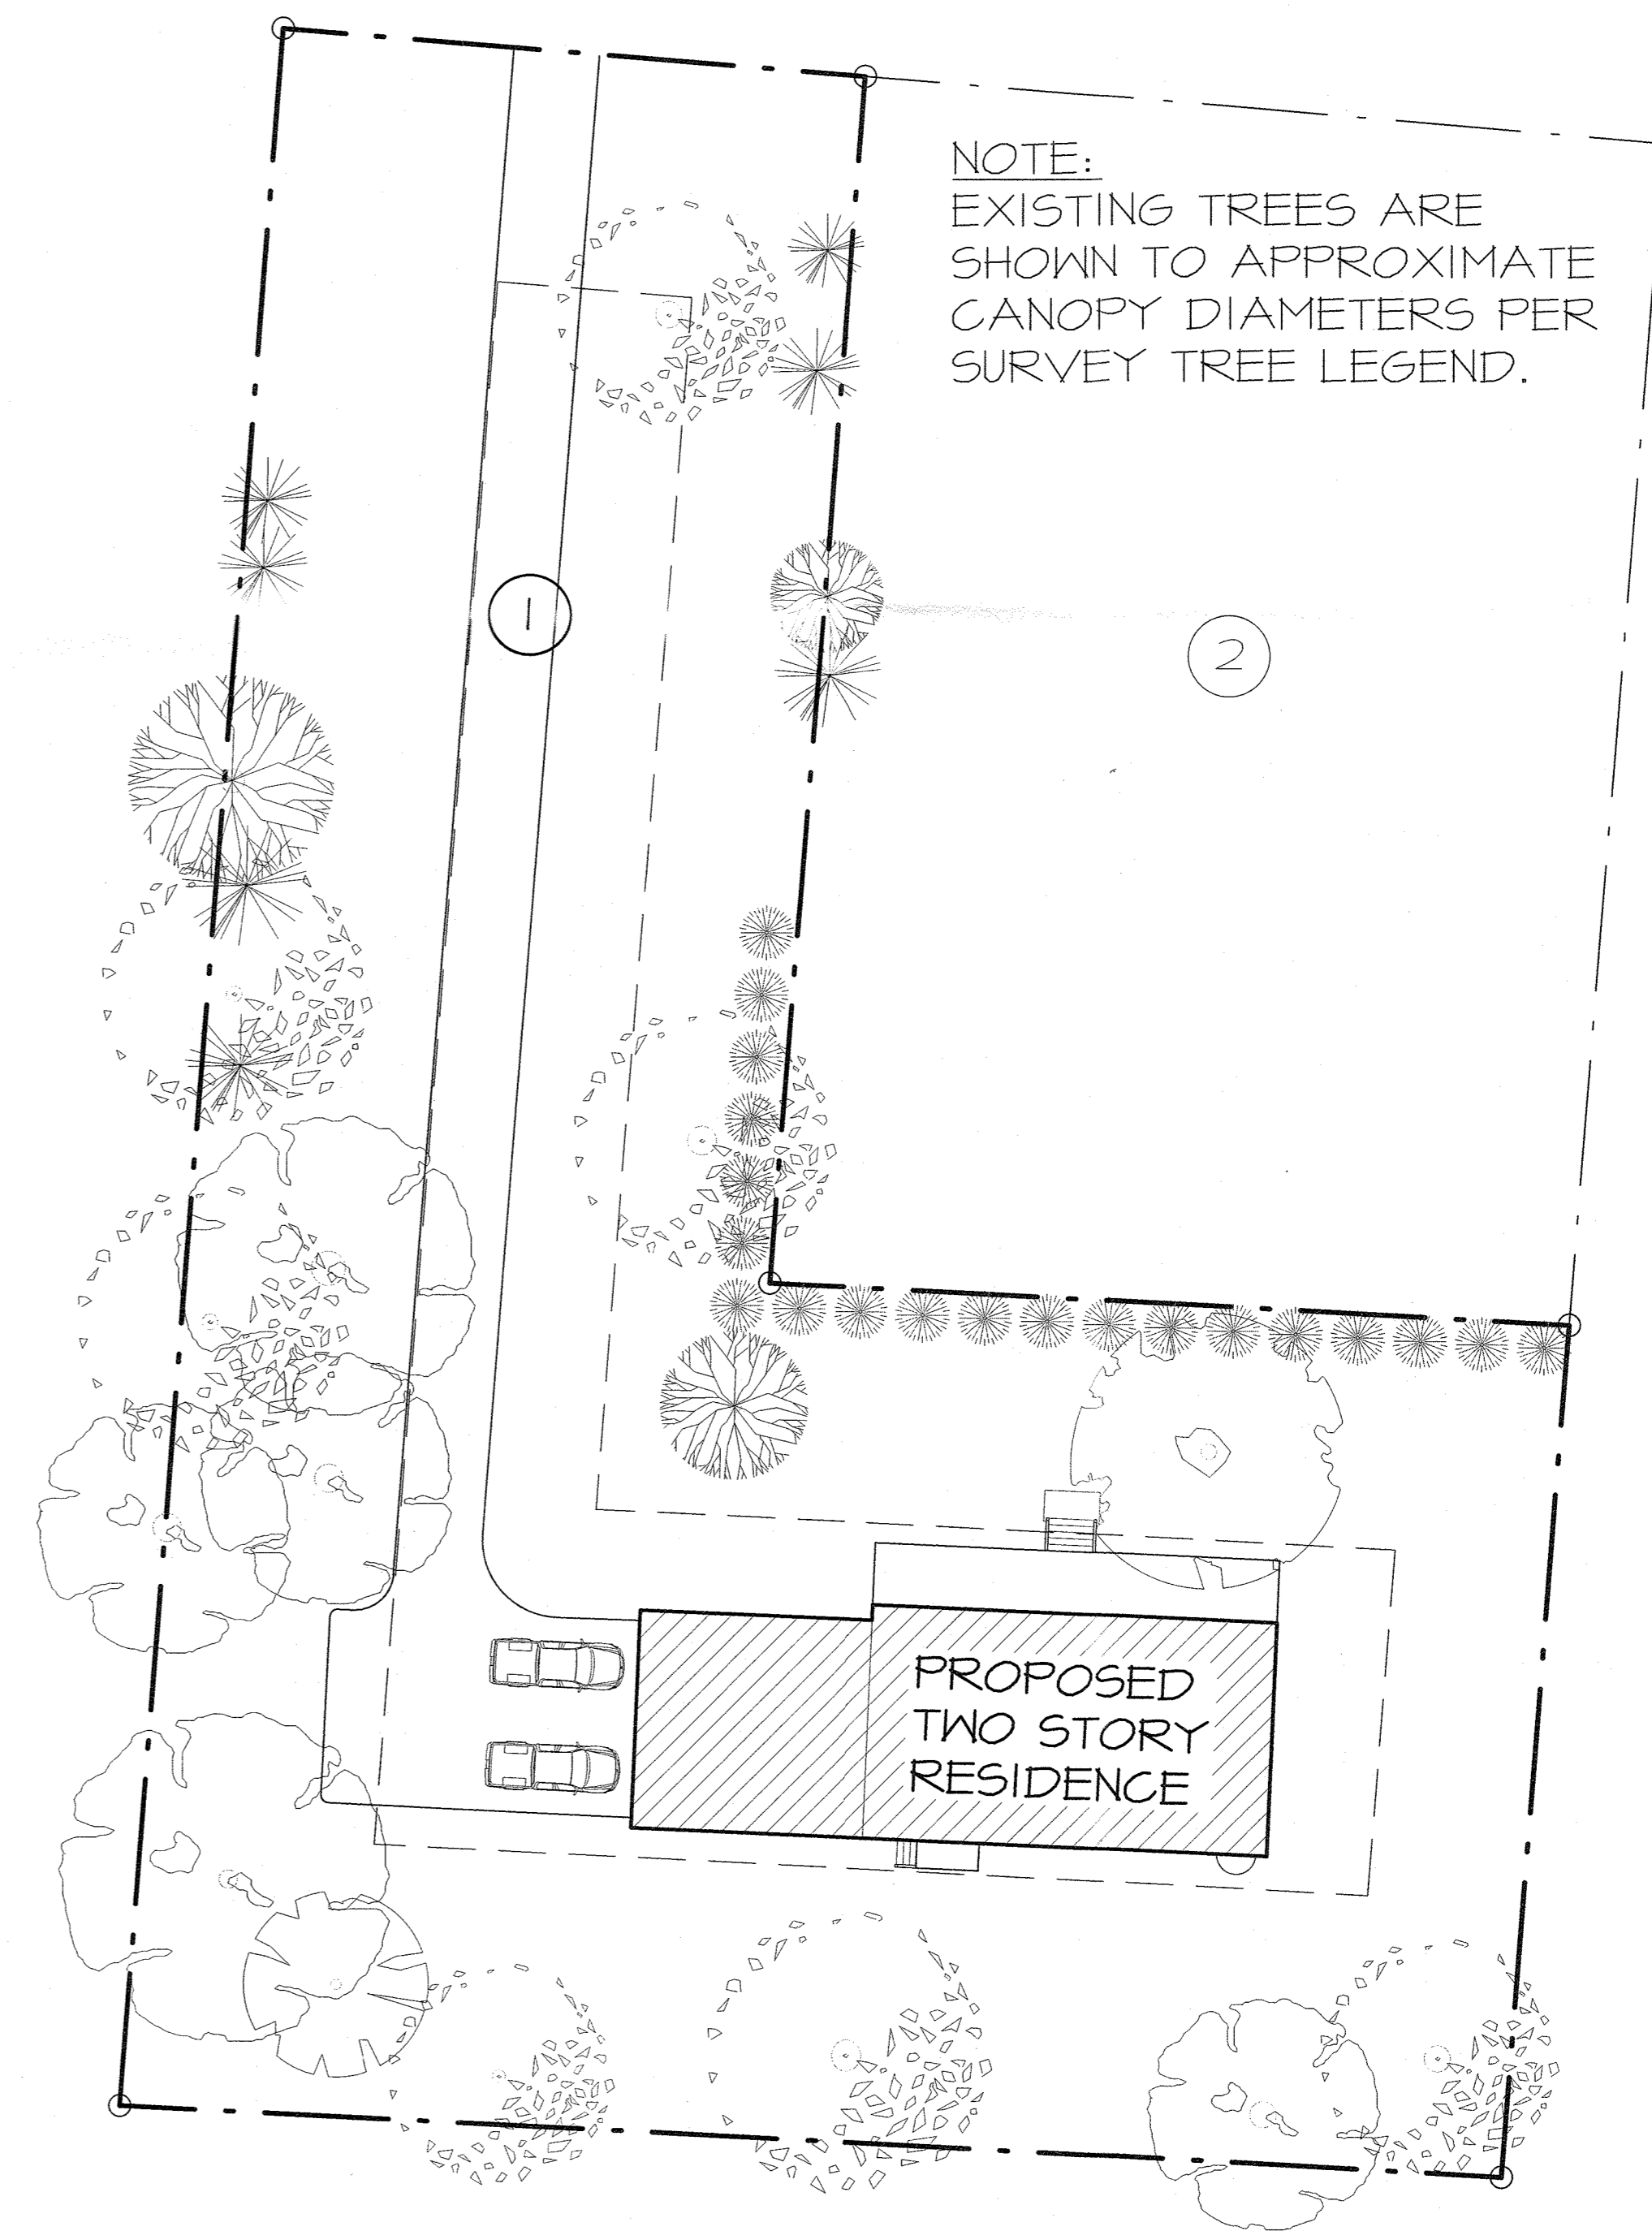 NOTE:
EXISTING TREES ARE
SHOWN TO APPROXIMATE
CANOPY DIAMETERS PER
SURVEY TREE LEGEND.
1
2
PROPOSED
TWO STORY
RESIDENCE